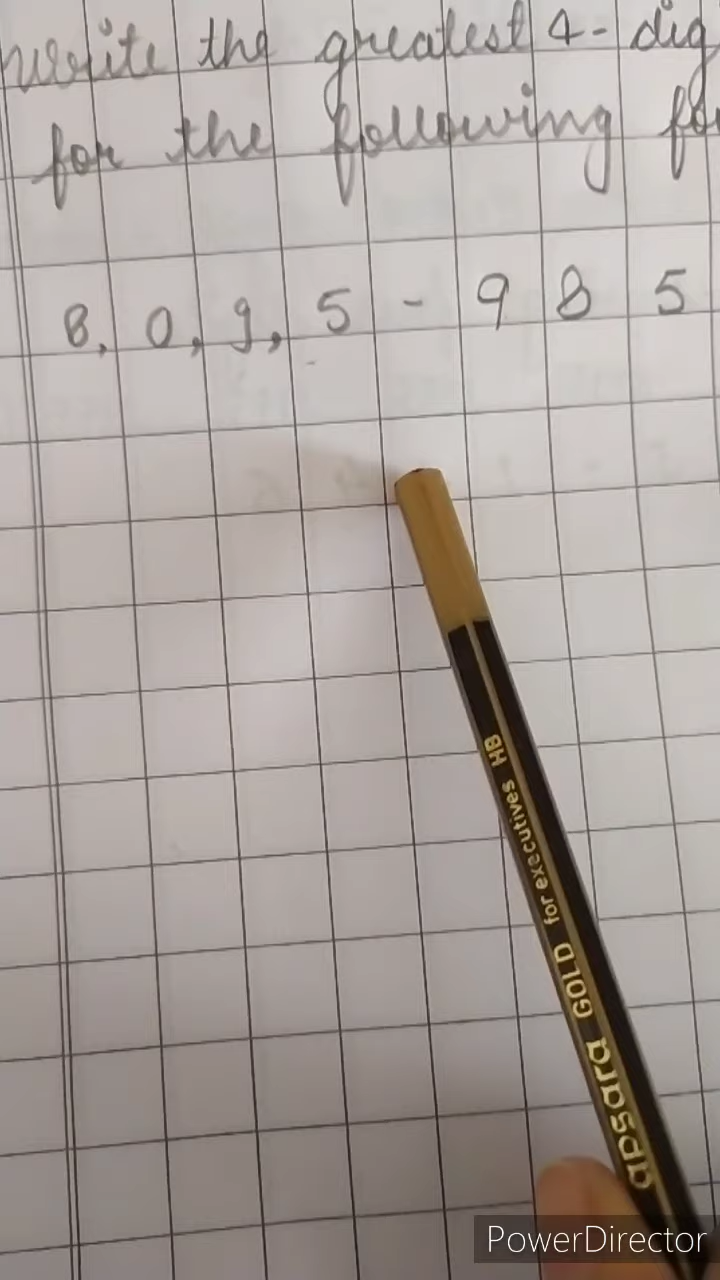 write the greatest 4- dig
for the following fo
8, 0, 9, 5 - 9 8 5
apsara GOLD for executives HB
PowerDirector